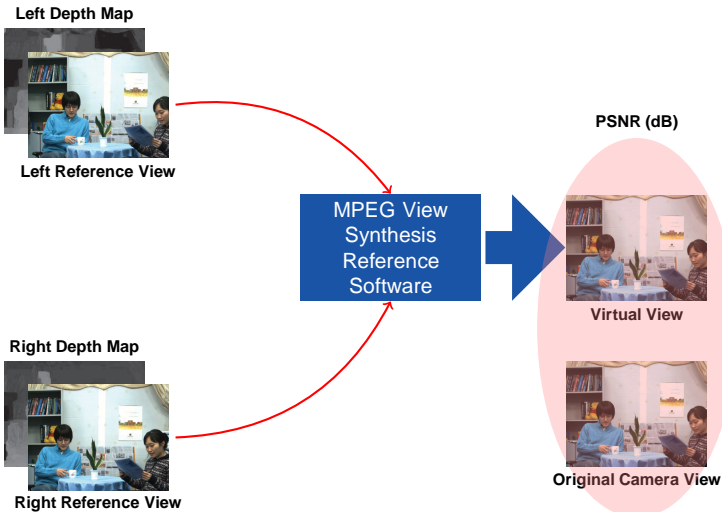 Left Depth Map
Left Reference View
MPEG View
Synthesis
Reference
Software
PSNR (dB)
Virtual View
Right Depth Map
Right Reference View
Original Camera View